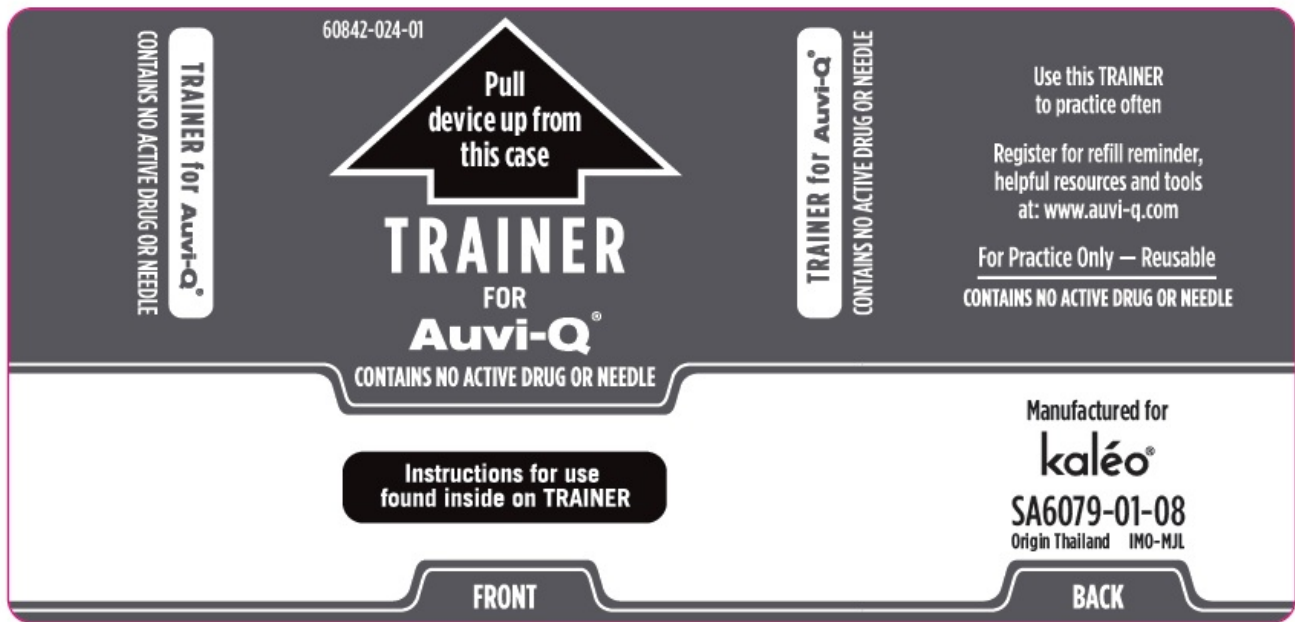 CONTAINS NO ACTIVE DRUG OR NEEDLE
TRAINER for Auvi-Q®
60842-024-01
Pull
device up from
this case
TRAINER
FOR
Auvi-Q®
CONTAINS NO ACTIVE DRUG OR NEEDLE
Instructions for use
found inside on TRAINER
FRONT
TRAINER for Auvi-Q®
CONTAINS NO ACTIVE DRUG OR NEEDLE
Use this TRAINER
to practice often
Register for refill reminder,
helpful resources and tools
at: www.auvi-q.com
For Practice Only — Reusable
CONTAINS NO ACTIVE DRUG OR NEEDLE
Manufactured for
kaléo®
SA6079-01-08
Origin Thailand IMO-MJL
BACK